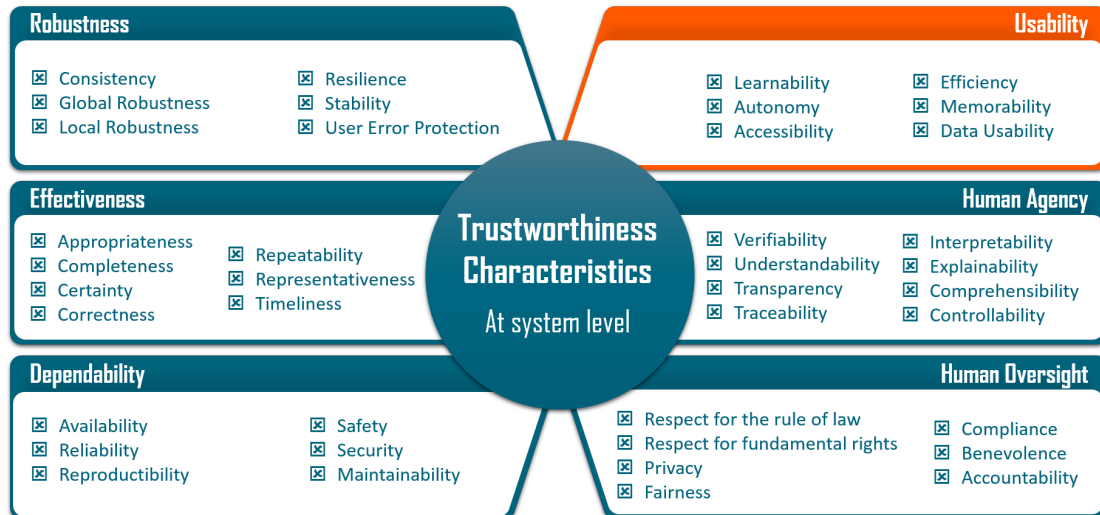 Robustness
Consistency
Global Robustness
Local Robustness
Resilience
Stability
User Error Protection
Usability
Learnability
Autonomy
Accessibility
Efficiency
Memorability
Data Usability
Effectiveness
Appropriateness
Completeness
Certainty
Correctness
Repeatability
Representativeness
Timeliness
Trustworthiness
Characteristics
At system level
Human Agency
Verifiability
Understandability
Transparency
Traceability
Interpretability
Explainability
Comprehensibility
Controllability
Dependability
Availability
Reliability
Reproductibility
Safety
Security
Maintainability
Human Oversight
Respect for the rule of law
Respect for fundamental rights
Privacy
Fairness
Compliance
Benevolence
Accountability